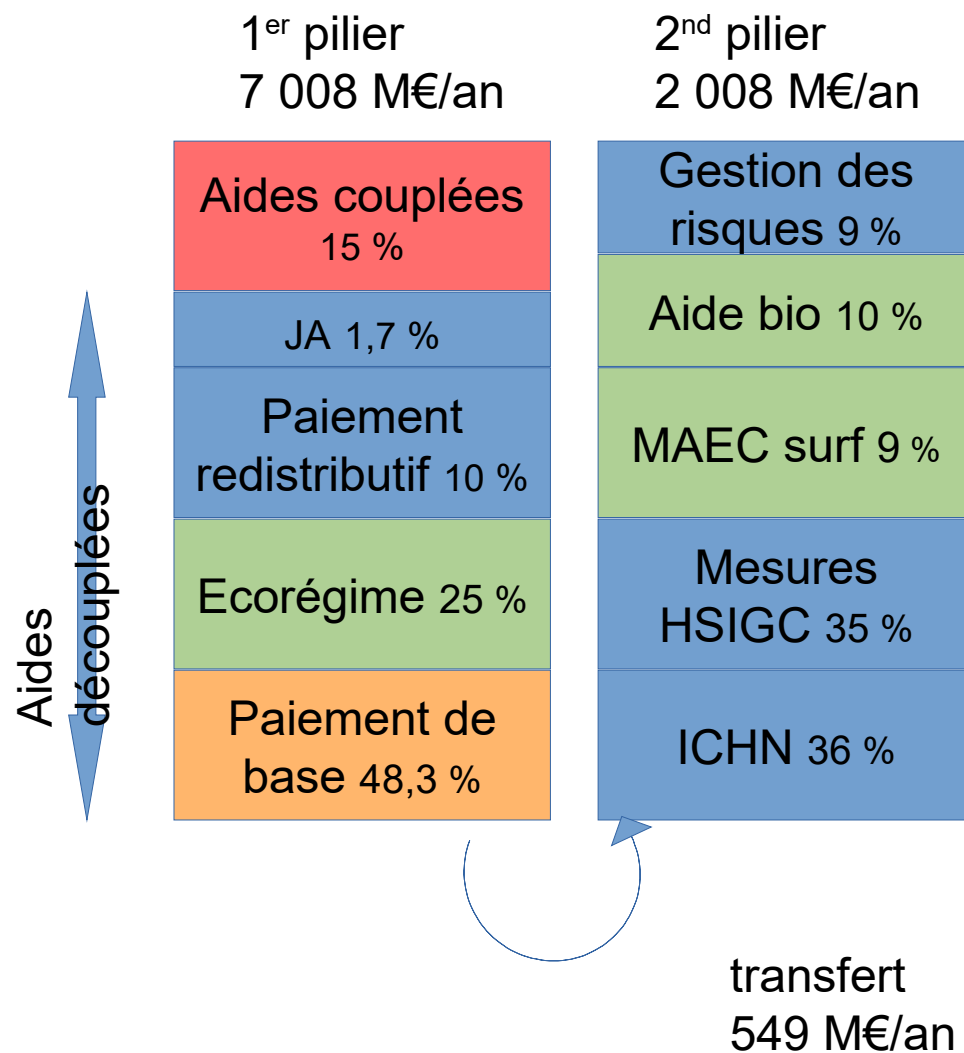 1er pilier
7 008 M€/an
2nd pilier
2 008 M€/an
Aides couplées
15 %
JA 1,7 %
Paiement
redistributif 10 %
Ecorégime 25 %
Paiement de
base 48,3 %
Aides
découplées
Gestion des
risques 9 %
Aide bio 10 %
MAEC surf 9 %
Mesures
HSIGC 35 %
ICHN 36 %
transfert
549 M€/an